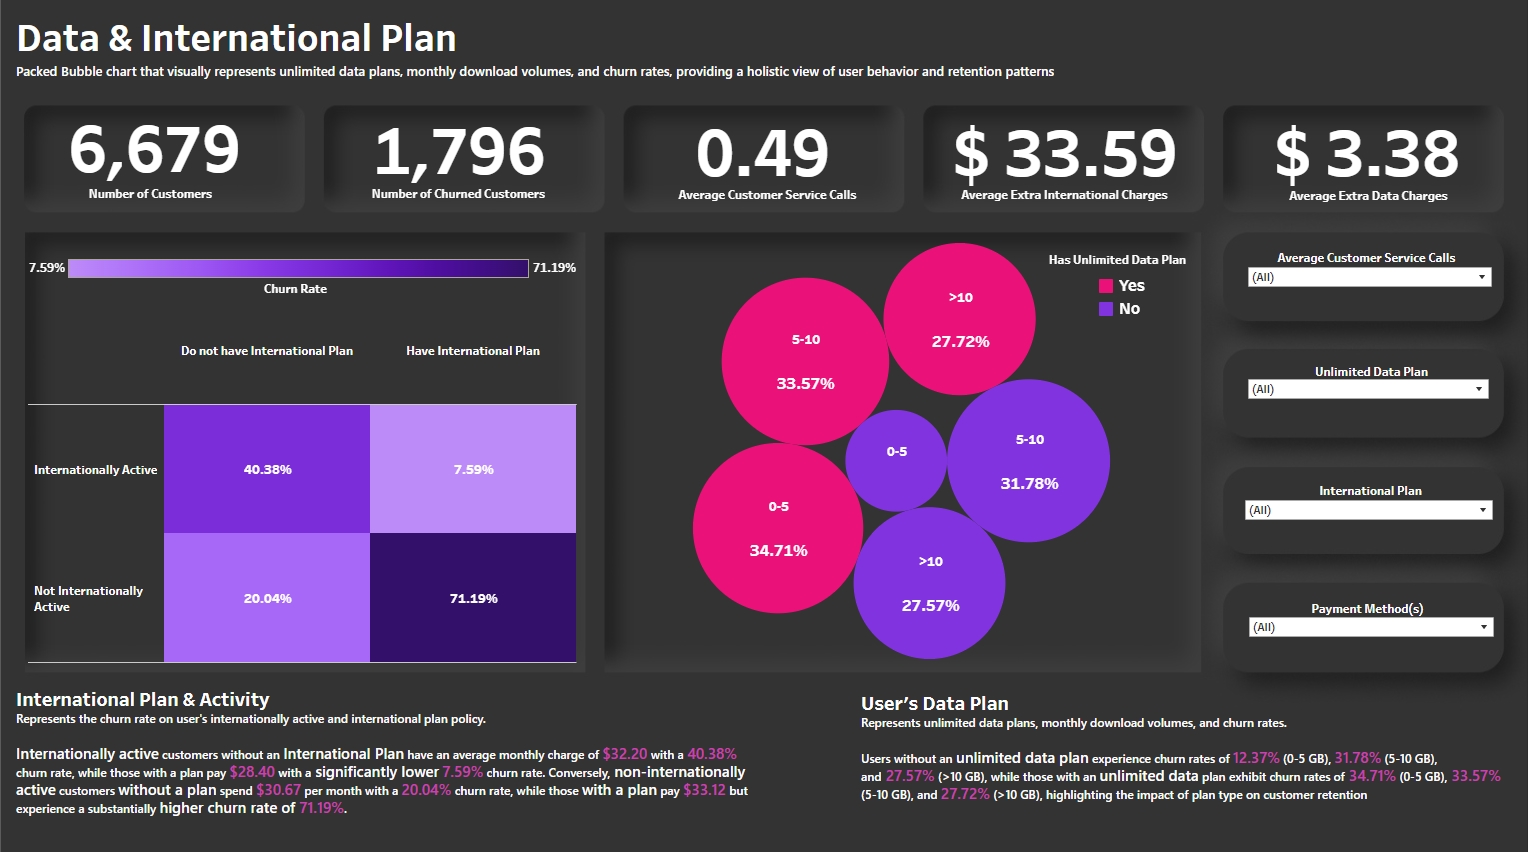 Data & International Plan
Packed Bubble chart that visually represents unlimited data plans, monthly download volumes, and churn rates, providing a holistic view of user behavior and retention patterns
6,679
Number of Customers
1,796
Number of Churned Customers
0.49
Average Customer Service Calls
$ 33.59
Average Extra International Charges
$ 3.38
Average Extra Data Charges
7.59%
71.19%
Churn Rate
Do not have International Plan
Have International Plan
Internationally Active
40.38%
7.59%
Not Internationally
Active
20.04%
71.19%
Has Unlimited Data Plan
Yes
No
>10
27.72%
5-10
33.57%
0-5
5-10
31.78%
0-5
34.71%
>10
27.57%
Average Customer Service Calls
(All)
Unlimited Data Plan
(All)
International Plan
(All)
Payment Method(s)
(All)
International Plan & Activity
Represents the churn rate on user's internationally active and international plan policy.
Internationally active customers without an International Plan have an average monthly charge of $32.20 with a 40.38%
churn rate, while those with a plan pay $28.40 with a significantly lower 7.59% churn rate. Conversely, non-internationally
active customers without a plan spend $30.67 per month with a 20.04% churn rate, while those with a plan pay $33.12 but
experience a substantially higher churn rate of 71.19%.
User's Data Plan
Represents unlimited data plans, monthly download volumes, and churn rates.
Users without an unlimited data plan experience churn rates of 12.37% (0-5 GB), 31.78% (5-10 GB),
and 27.57% (>10 GB), while those with an unlimited data plan exhibit churn rates of 34.71% (0-5 GB), 33.57%
(5-10 GB), and 27.72% (>10 GB), highlighting the impact of plan type on customer retention